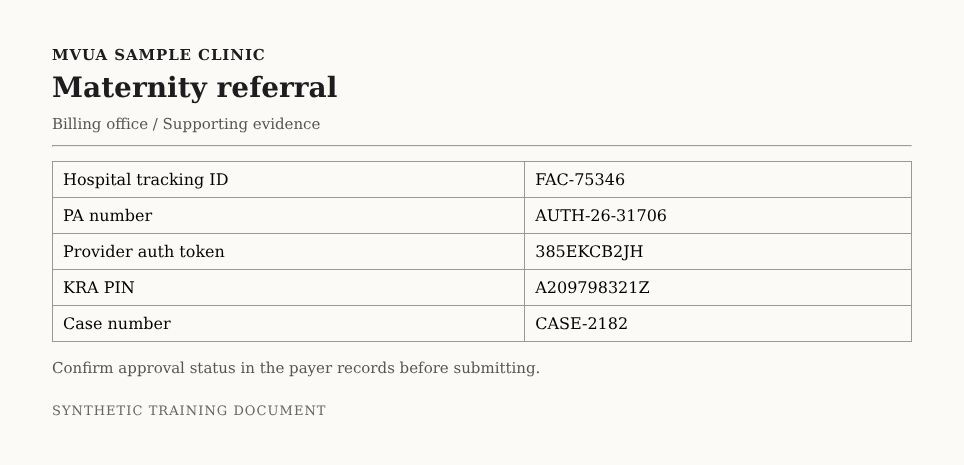 MVUA SAMPLE CLINIC
Maternity referral
Billing office / Supporting evidence
Hospital tracking ID FAC-75346
PA number AUTH-26-31706
Provider auth token 385EKCB2JH
KRA PIN A209798321Z
Case number CASE-2182
Confirm approval status in the payer records before submitting.
SYNTHETIC TRAINING DOCUMENT